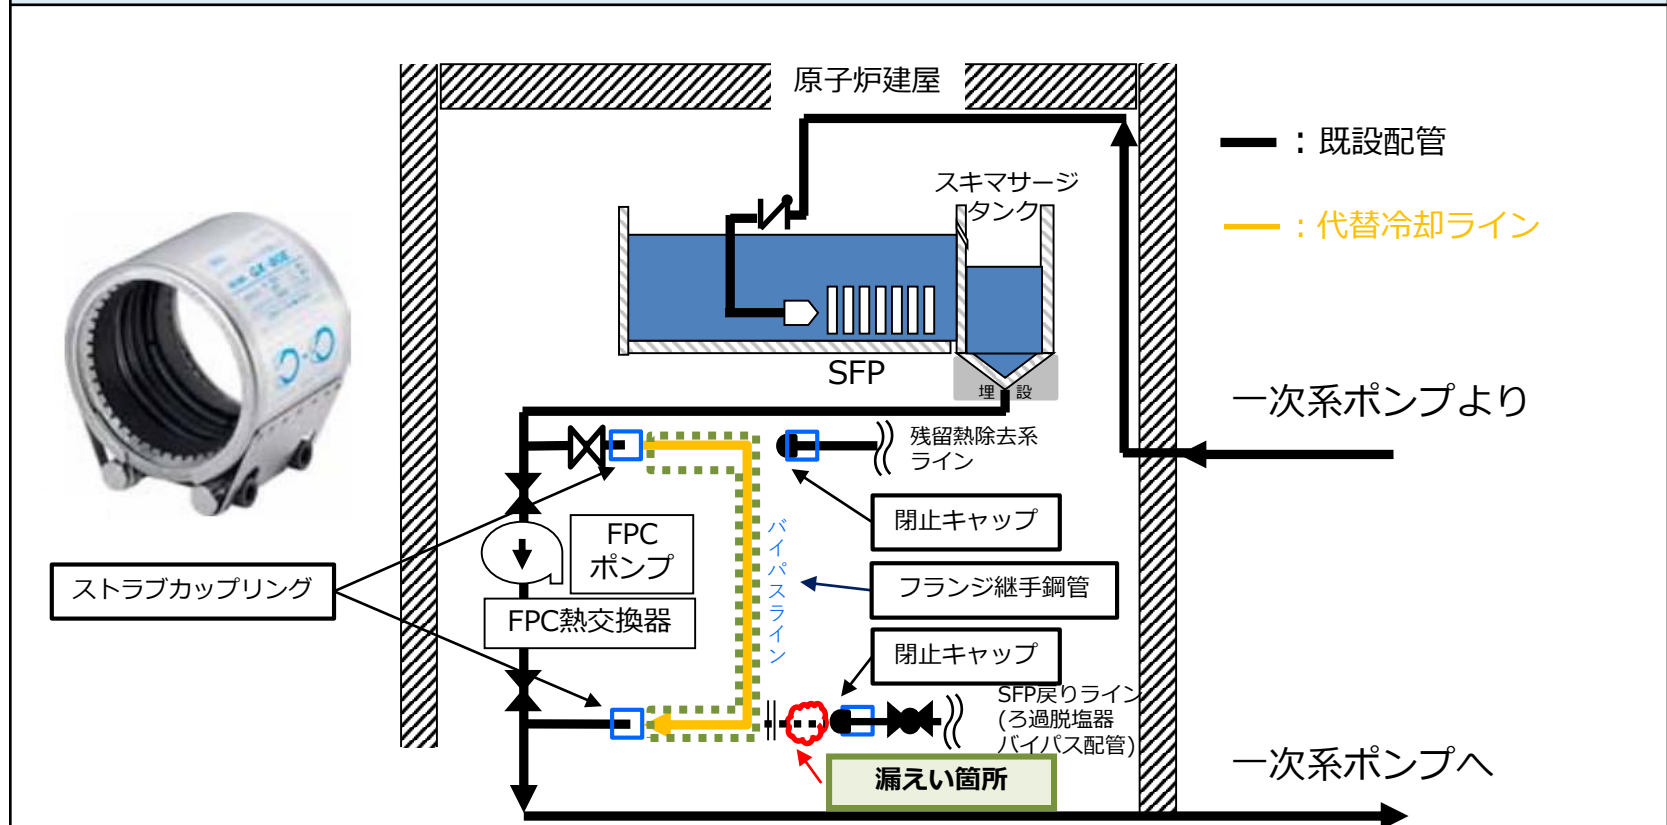 原子炉建屋
：既設配管
：代替冷却ライン
スキマサージ
タンク
SFP
埋設
一次系ポンプより
残留熱除去系
ライン
閉止キャップ
FPC
ポンプ
バイパスライン
フランジ継手鋼管
ストラブカップリング
FPC熱交換器
閉止キャップ
SFP戻りライン
(ろ過脱塩器
バイパス配管)
漏えい箇所
一次系ポンプへ